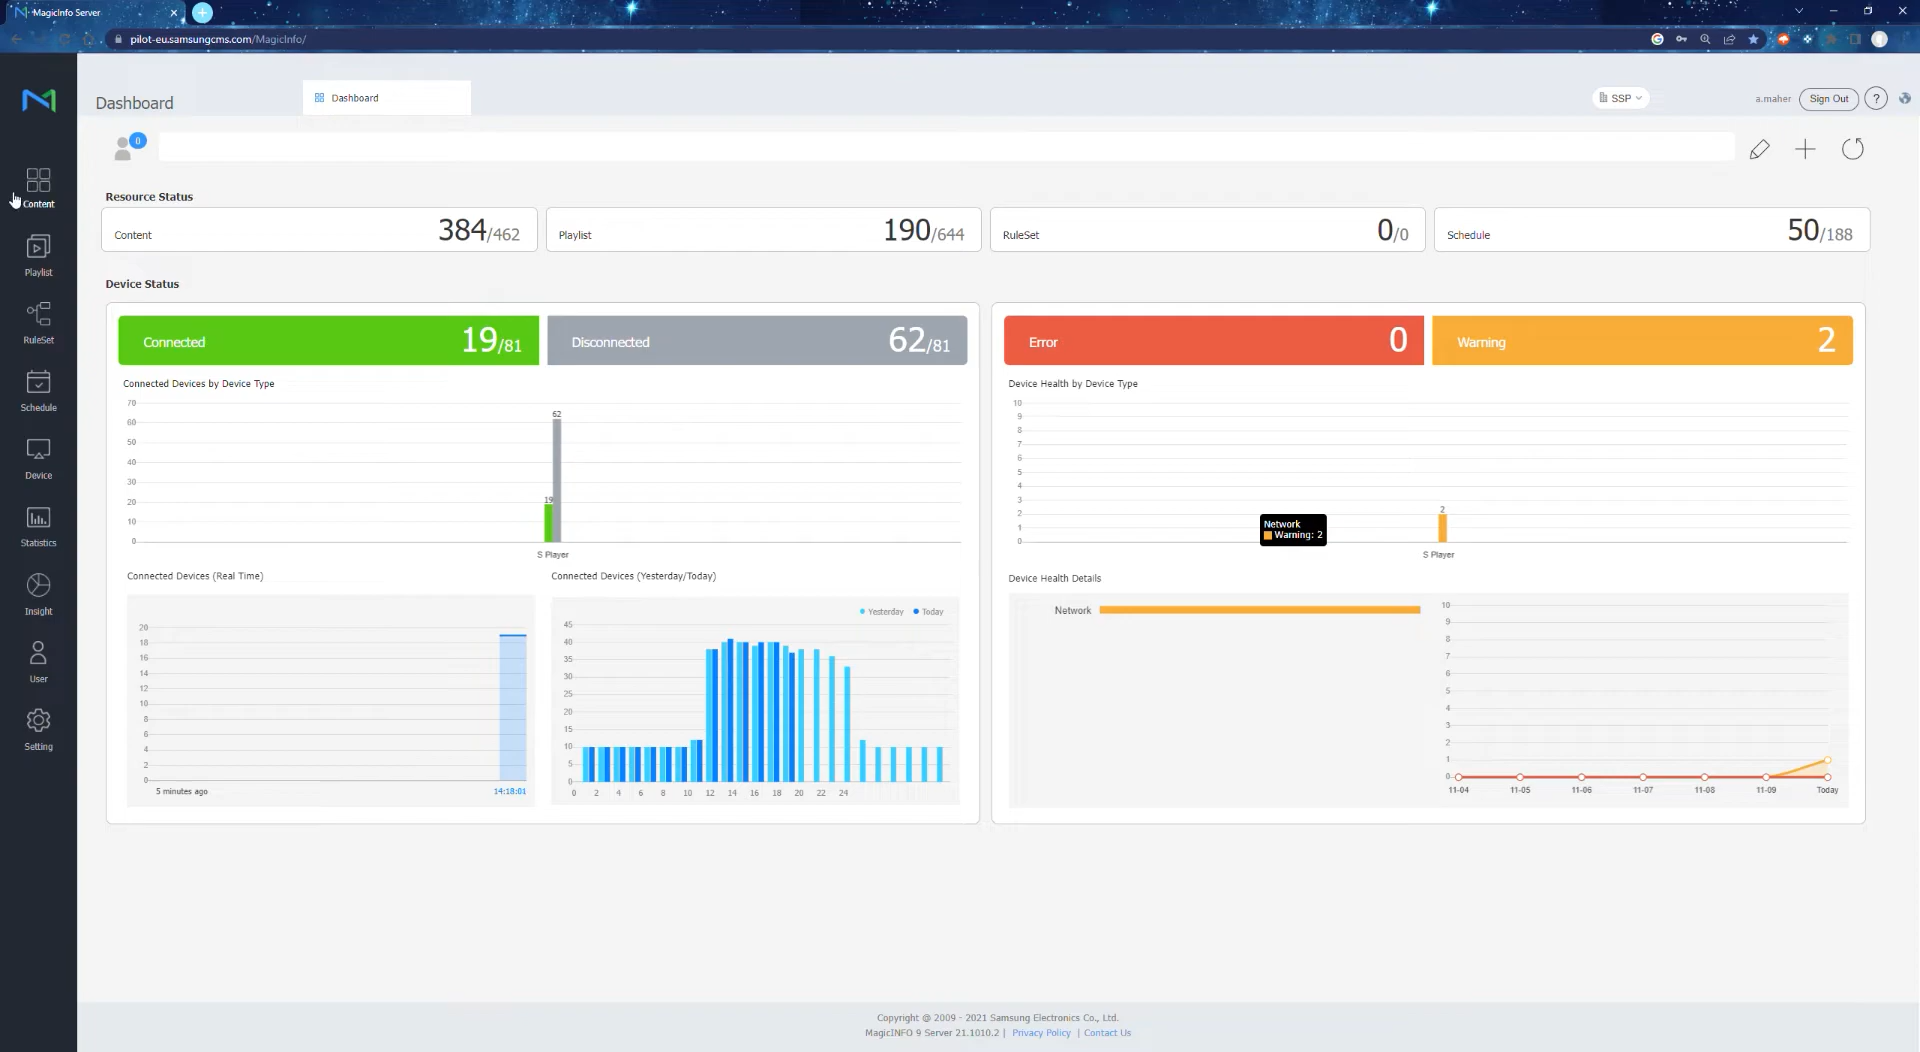 MagicInfo Server
pilot-eu.samsungcms.com/MagicInfo/
Dashboard
Dashboard
SSP
a.maher
Sign Out
?
0
Content
Playlist
RuleSet
Schedule
Device
Statistics
Insight
User
Setting
Resource Status
Content 384/462
Playlist 190/644
RuleSet 0/0
Schedule 50/188
Device Status
Connected 19/81
Disconnected 62/81
Error 0
Warning 2
Connected Devices by Device Type
70
60
50
40
30
20
10
0
62
19
S Player
Device Health by Device Type
10
9
8
7
6
5
4
3
2
1
0
Network
Warning: 2
2
S Player
Connected Devices (Real Time)
20
18
16
14
12
10
8
6
4
2
0
5 minutes ago 14:18:01
Connected Devices (Yesterday/Today)
Yesterday Today
45
40
35
30
25
20
15
10
5
0
0 2 4 6 8 10 12 14 16 18 20 22 24
Device Health Details
Network
10
9
8
7
6
5
4
3
2
1
0
11-04 11-05 11-06 11-07 11-08 11-09 Today
Copyright @ 2009 - 2021 Samsung Electronics Co., Ltd.
MagicINFO 9 Server 21.1010.2 | Privacy Policy | Contact Us